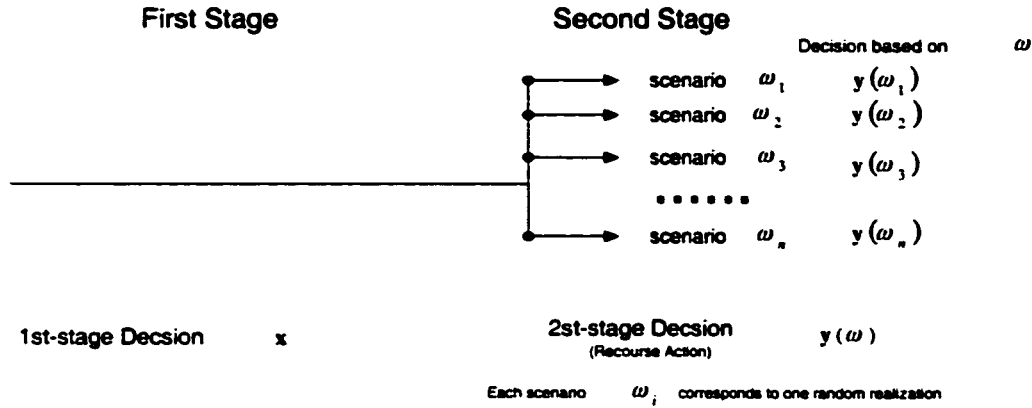 First Stage Second Stage
Decision based on ω
scenario ω₁ y(ω₁)
scenario ω₂ y(ω₂)
scenario ω₃ y(ω₃)
......
scenario ωₙ y(ωₙ)
1st-stage Decsion x 2st-stage Decsion y(ω)
(Recourse Action)
Each scenario ωᵢ corresponds to one random realization